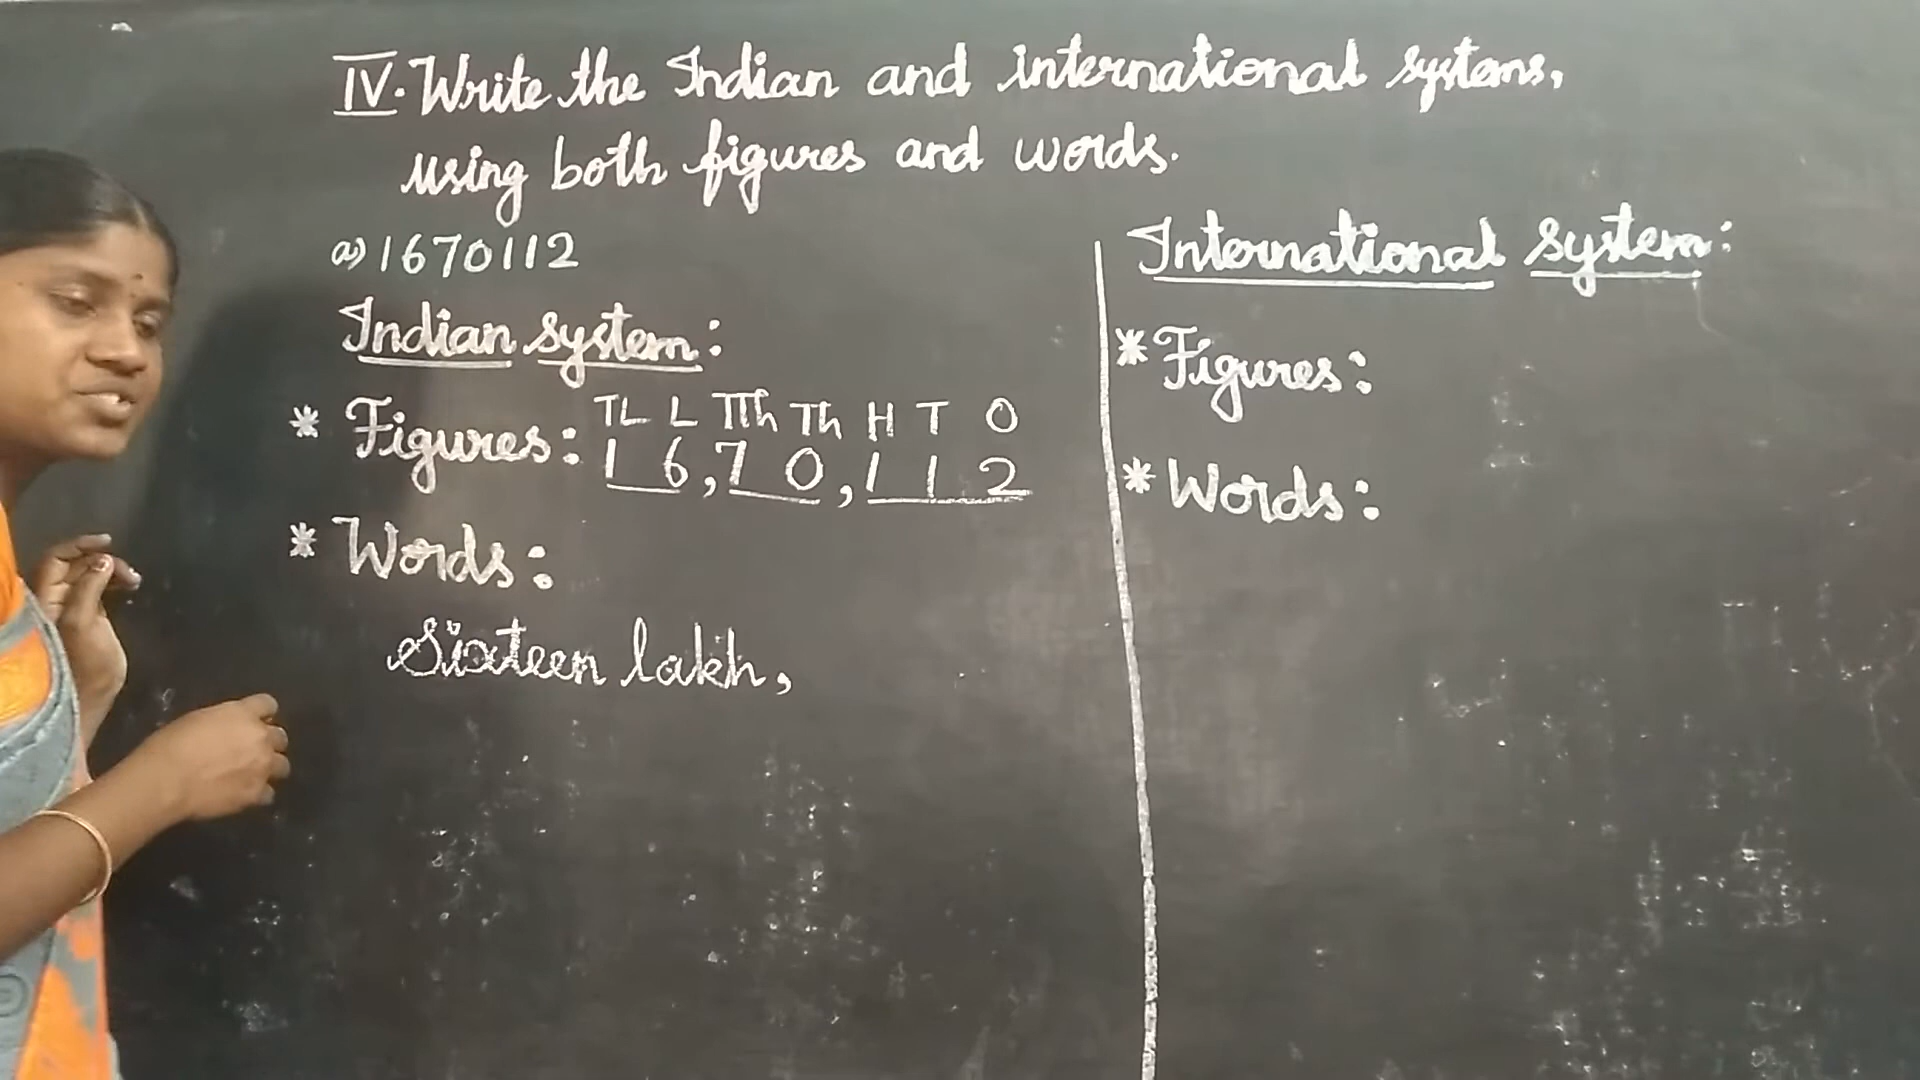 IV. Write the Indian and international systems,
using both figures and words.
a) 1670112
Indian system:
* Figures:
TL L TTh Th H T O
1 6, 7 0, 1 1 2
* Words:
Sixteen lakh,
International system:
* Figures:
* Words: